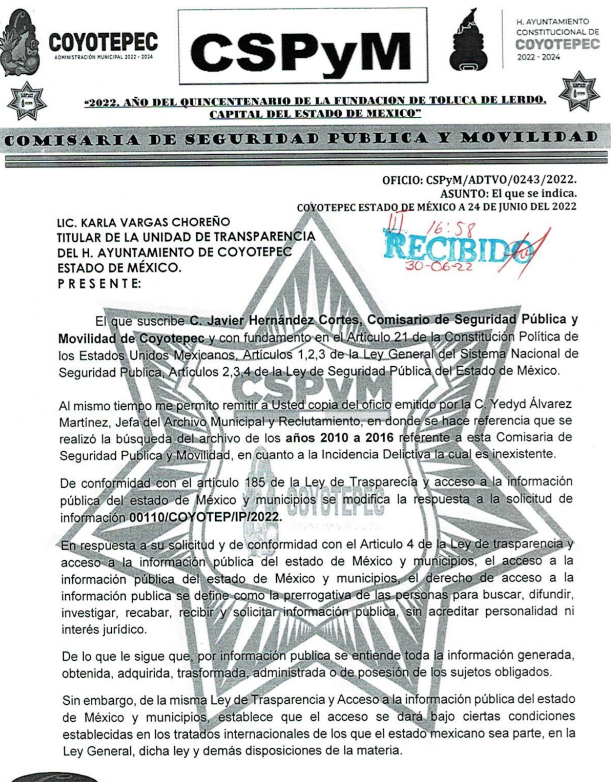 COYOTEPEC
ADMINISTRACIÓN MUNICIPAL 2022 - 2024
CSPyM
H. AYUNTAMIENTO
CONSTITUCIONAL DE
COYOTEPEC
2022 - 2024
"2022. AÑO DEL QUINCENTENARIO DE LA FUNDACION DE TOLUCA DE LERDO.
CAPITAL DEL ESTADO DE MEXICO"
COMISARIA DE SEGURIDAD PUBLICA Y MOVILIDAD
OFICIO: CSPyM/ADTVO/0243/2022.
ASUNTO: El que se indica.
COYOTEPEC ESTADO DE MÉXICO A 24 DE JUNIO DEL 2022
16:58
RECIBIDO
30-06-22
LIC. KARLA VARGAS CHOREÑO
TITULAR DE LA UNIDAD DE TRANSPARENCIA
DEL H. AYUNTAMIENTO DE COYOTEPEC
ESTADO DE MÉXICO.
P R E S E N T E:
El que suscribe C. Javier Hernández Cortes, Comisario de Seguridad Pública y
Movilidad de Coyotepec y con fundamento en el Artículo 21 de la Constitución Política de
los Estados Unidos Mexicanos, Artículos 1,2,3 de la Ley General del Sistema Nacional de
Seguridad Publica, Artículos 2,3,4 de la Ley de Seguridad Pública del Estado de México.
CSPyM
Al mismo tiempo me permito remitir a Usted copia del oficio emitido por la C. Yedyd Álvarez
Martínez, Jefa del Archivo Municipal y Reclutamiento, en donde se hace referencia que se
realizó la búsqueda del archivo de los años 2010 a 2016 referente a esta Comisaria de
Seguridad Publica y Movilidad, en cuanto a la Incidencia Delictiva la cual es inexistente.
De conformidad con el artículo 185 de la Ley de Trasparecía y acceso a la información
pública del estado de México y municipios se modifica la respuesta a la solicitud de
información 00110/COYOTEP/IP/2022.
COYOTEPEC
En respuesta a su solicitud y de conformidad con el Articulo 4 de la Ley de trasparencia y
acceso a la información pública del estado de México y municipios, el acceso a la
información pública del estado de México y municipios, el derecho de acceso a la
información publica se define como la prerrogativa de las personas para buscar, difundir,
investigar, recabar, recibir y solicitar información publica, sin acreditar personalidad ni
interés jurídico.
De lo que le sigue que, por información publica se entiende toda la información generada,
obtenida, adquirida, trasformada, administrada o de posesión de los sujetos obligados.
Sin embargo, de la misma Ley de Trasparencia y Acceso a la información pública del estado
de México y municipios, establece que el acceso se dará bajo ciertas condiciones
establecidas en los tratados internacionales de los que el estado mexicano sea parte, en la
Ley General, dicha ley y demás disposiciones de la materia.